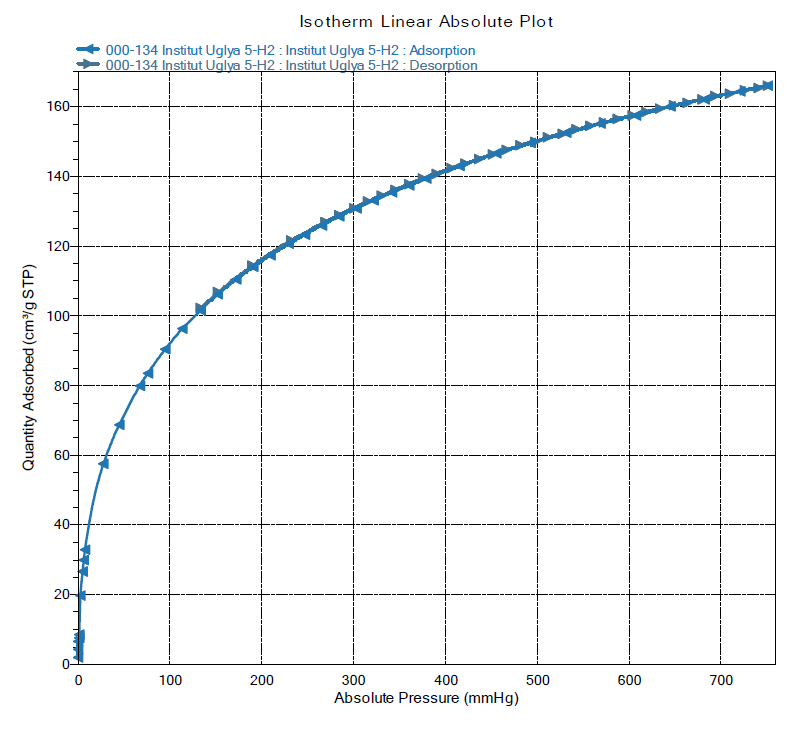 Isotherm Linear Absolute Plot
000-134 Institut Uglya 5-H2 : Institut Uglya 5-H2 : Adsorption
000-134 Institut Uglya 5-H2 : Institut Uglya 5-H2 : Desorption
160
140
120
100
80
60
40
20
0
Quantity Adsorbed (cm³/g STP)
0 100 200 300 400 500 600 700
Absolute Pressure (mmHg)